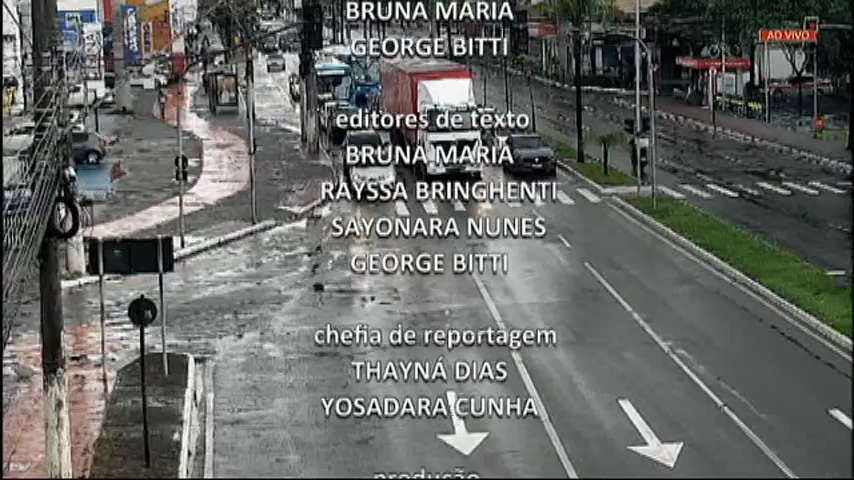 BRUNA MARIA
GEORGE BITTI
AO VIVO
editores de texto
BRUNA MARIA
RAYSSA BRINGHENTI
SAYONARA NUNES
GEORGE BITTI
chefia de reportagem
THAYNÁ DIAS
YOSADARA CUNHA
produção